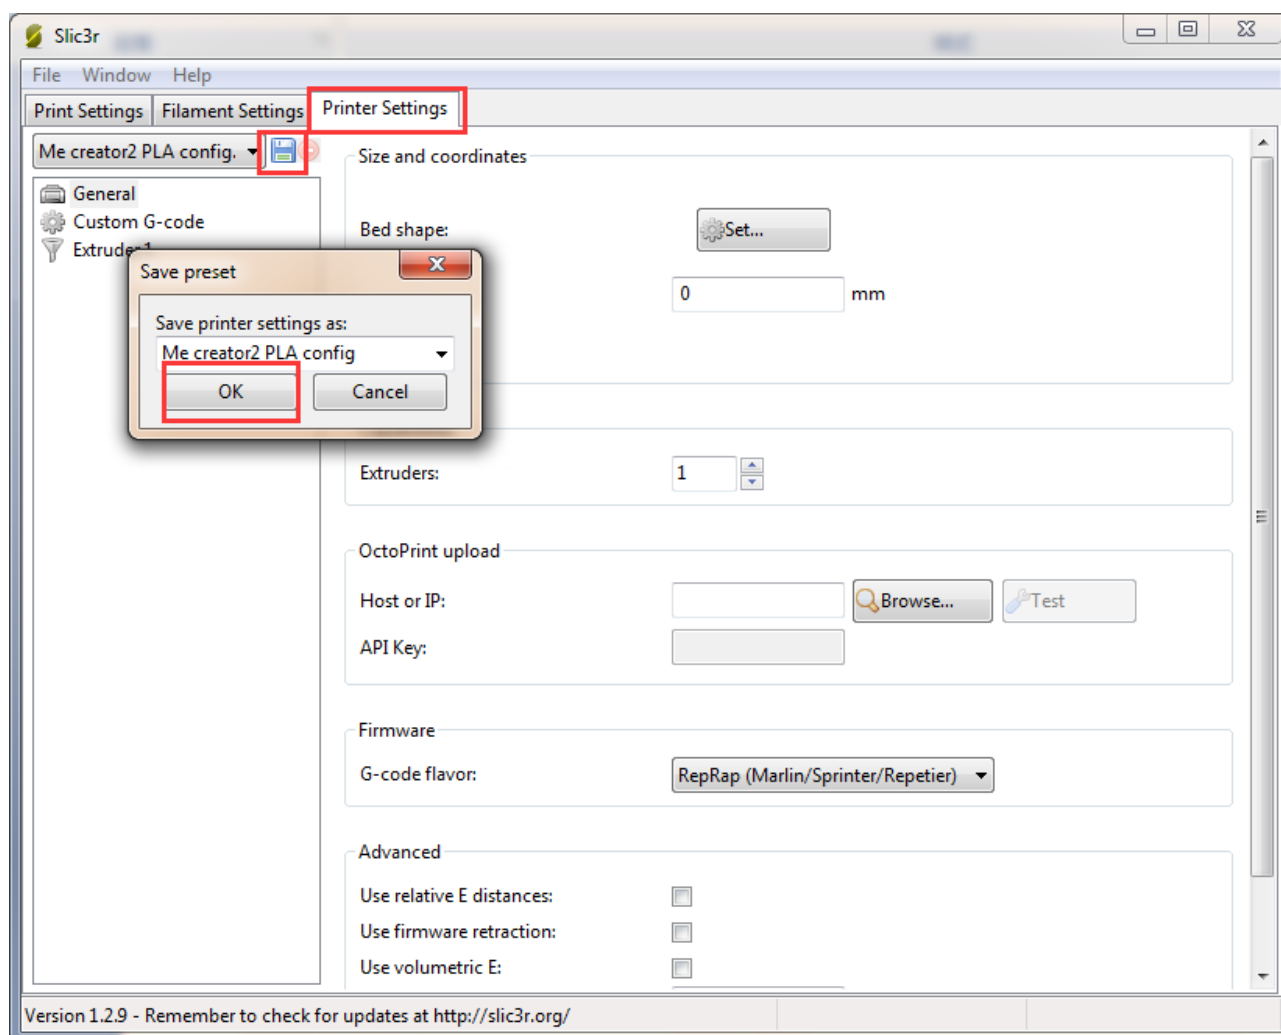 Slic3r
File Window Help
Print Settings Filament Settings Printer Settings
Me creator2 PLA config.
General
Custom G-code
Extruder 1
Save preset
Save printer settings as:
Me creator2 PLA config
OK Cancel
Size and coordinates
Bed shape: Set...
0 mm
Extruders: 1
OctoPrint upload
Host or IP: Browse... Test
API Key:
Firmware
G-code flavor: RepRap (Marlin/Sprinter/Repetier)
Advanced
Use relative E distances:
Use firmware retraction:
Use volumetric E:
Version 1.2.9 - Remember to check for updates at http://slic3r.org/